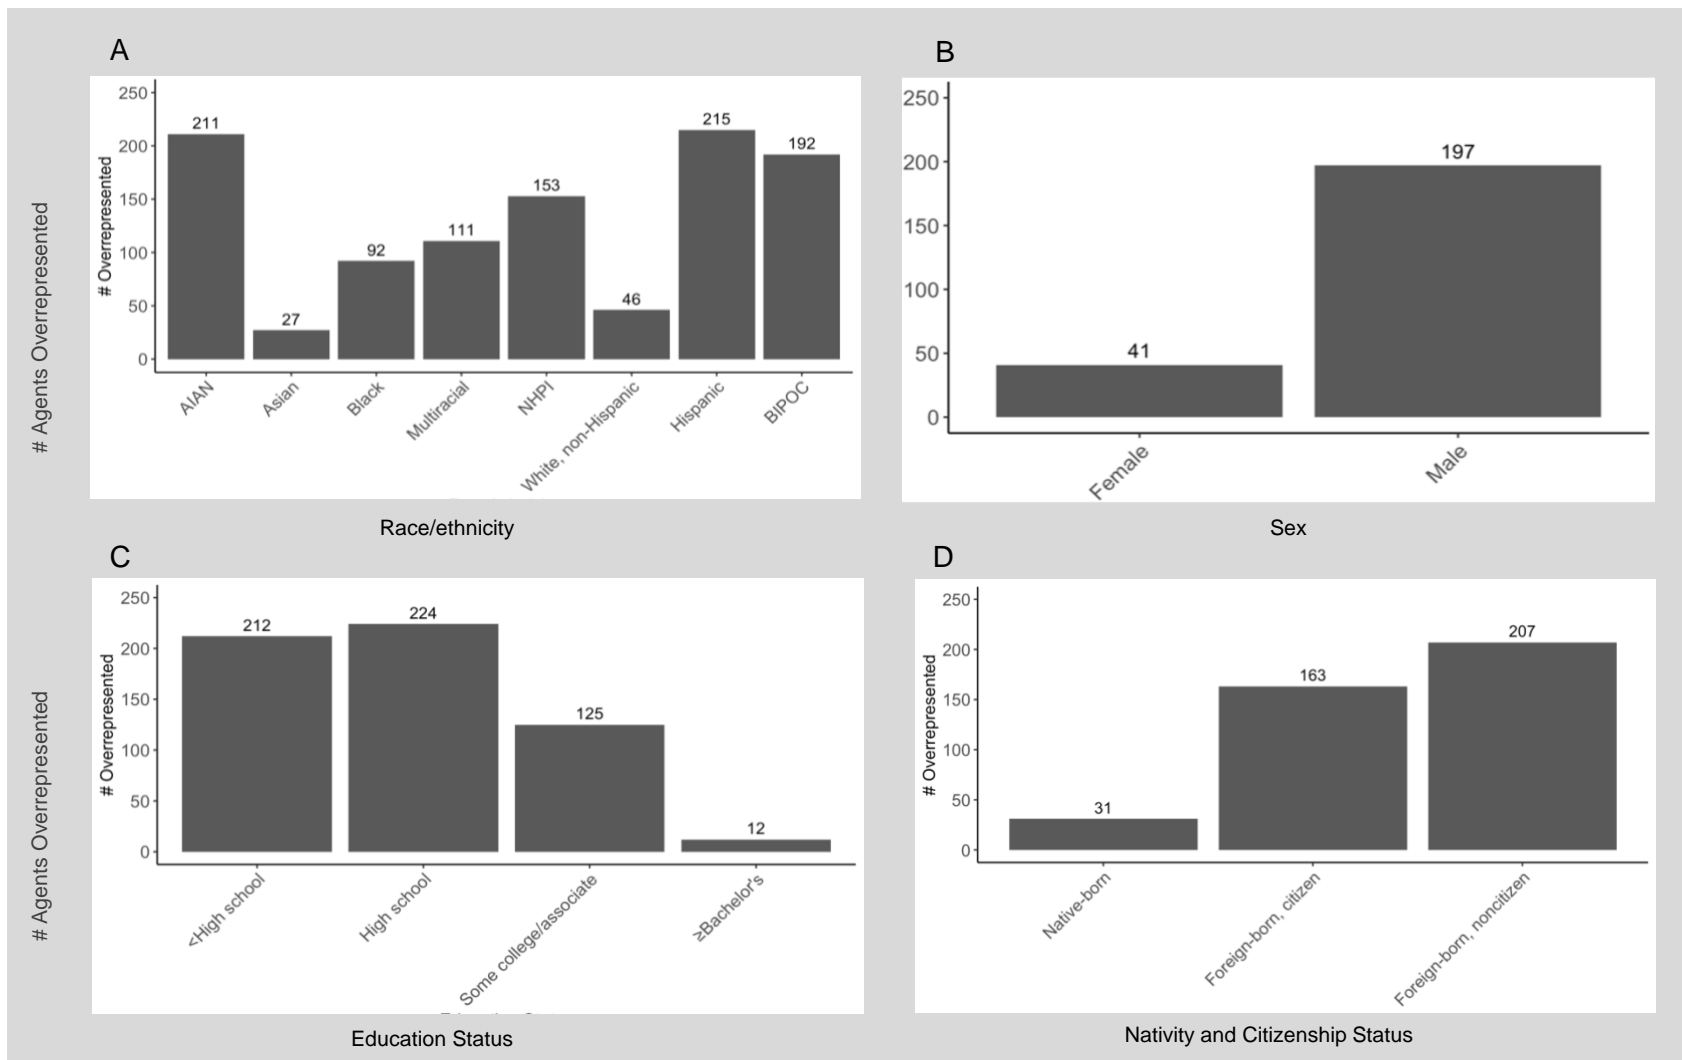 A
# Agents Overrepresented
# Overrepresented
250
200
150
100
50
0
211
27
92
111
153
46
215
192
AIAN
Asian
Black
Multiracial
NHPI
White, non-Hispanic
Hispanic
BIPOC
Race/ethnicity
B
250
200
150
100
50
0
41
197
Female
Male
Sex
C
# Agents Overrepresented
# Overrepresented
250
200
150
100
50
0
212
224
125
12
<High school
High school
Some college/associate
≥Bachelor's
Education Status
D
# Overrepresented
250
200
150
100
50
0
31
163
207
Native-born
Foreign-born, citizen
Foreign-born, noncitizen
Nativity and Citizenship Status